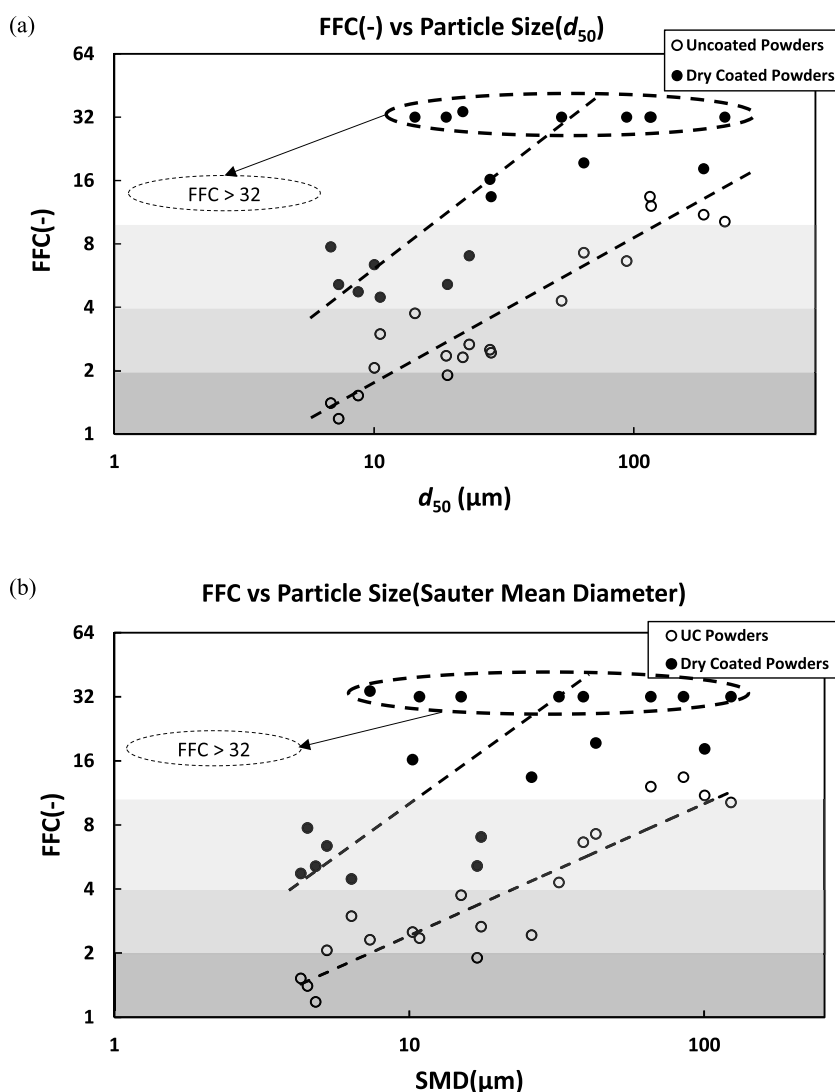 (a)
FFC(-) vs Particle Size(d50)
Uncoated Powders
Dry Coated Powders
64
32
16
8
4
2
1
FFC > 32
FFC(-)
1
10
100
d50 (μm)
(b)
FFC vs Particle Size(Sauter Mean Diameter)
UC Powders
Dry Coated Powders
64
32
16
8
4
2
1
FFC > 32
FFC(-)
1
10
100
SMD(μm)